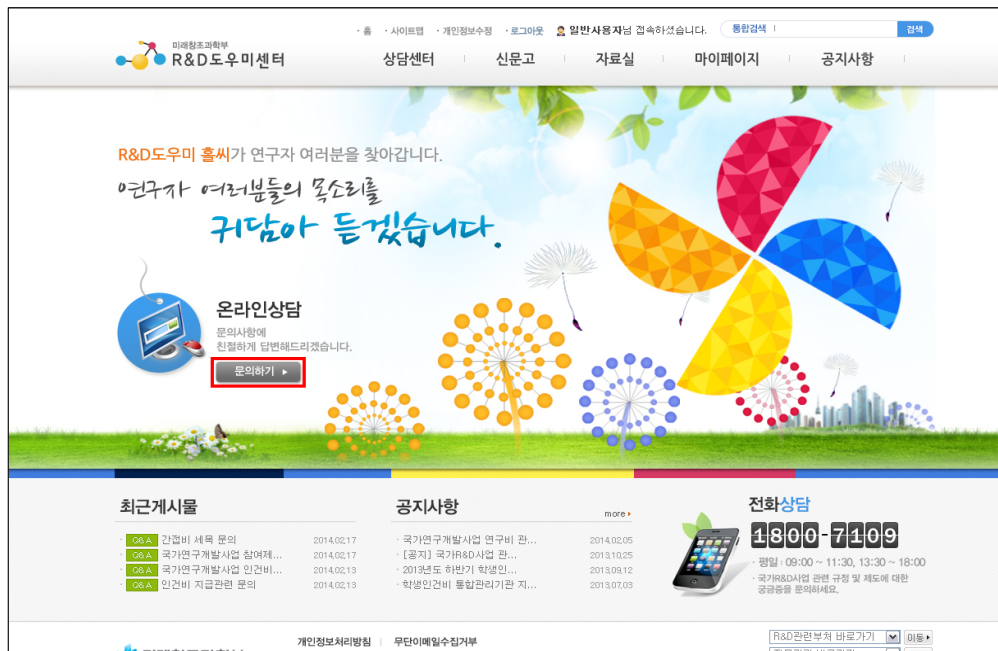 · 홈 · 사이트맵 · 개인정보수정 · 로그아웃 일반사용자님 접속하셨습니다. 통합검색 검색
미래창조과학부
R&D도우미센터
상담센터 신문고 자료실 마이페이지 공지사항
R&D도우미 홀씨가 연구자 여러분을 찾아갑니다.
연구자 여러분들의 목소리를
귀담아 듣겠습니다.
온라인상담
문의사항에
친절하게 답변해드리겠습니다.
문의하기 ▶
최근게시물
· Q&A 간접비 세목 문의 2014.02.17
· Q&A 국가연구개발사업 참여제... 2014.02.17
· Q&A 국가연구개발사업 인건비... 2014.02.13
· Q&A 인건비 지급관련 문의 2014.02.13
공지사항 more
· 국가연구개발사업 연구비 관... 2014.02.05
· [공지] 국가R&D사업 관... 2013.10.25
· 2013년도 하반기 학생인... 2013.09.12
· 학생인건비 통합관리기관 지... 2013.07.03
전화상담
1800-7109
· 평일 : 09:00 ~ 11:30, 13:30 ~ 18:00
· 국가R&D사업 관련 규정 및 제도에 대한
궁금증을 문의하세요.
개인정보처리방침 무단이메일수집거부
R&D관련부처 바로가기 이동